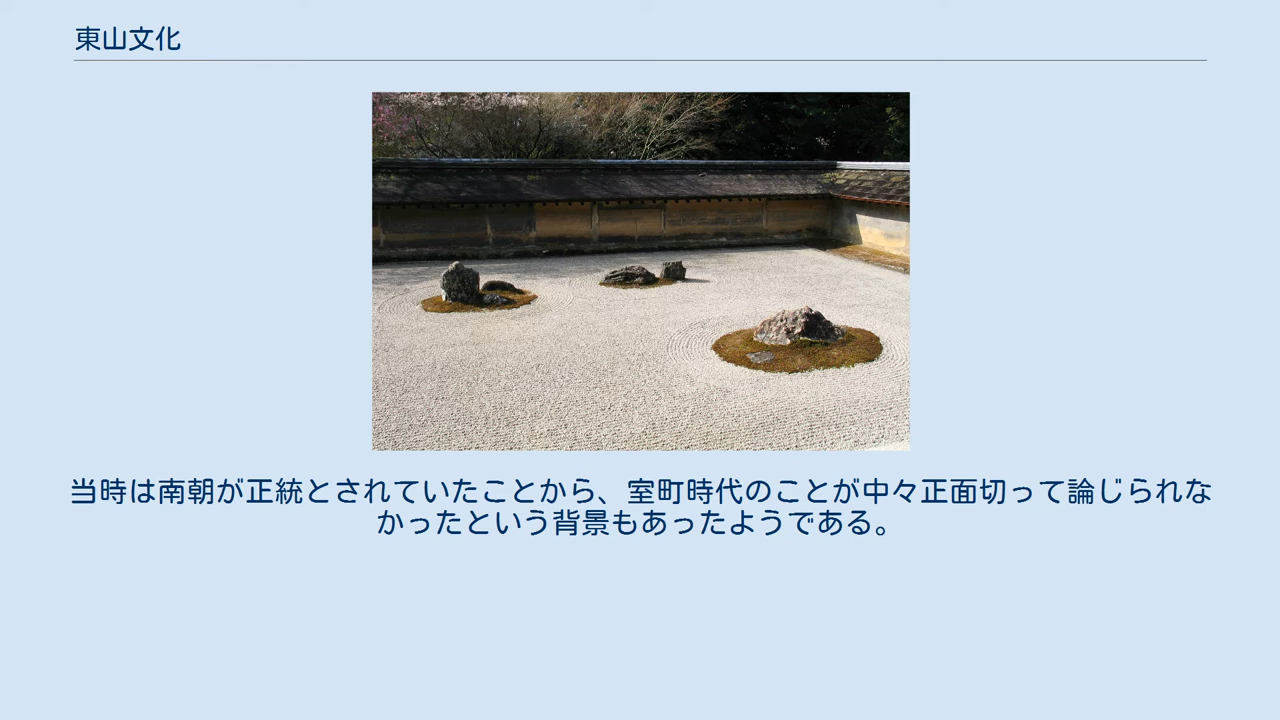 東山文化
当時は南朝が正統とされていたことから、室町時代のことが中々正面切って論じられな
かったという背景もあったようである。